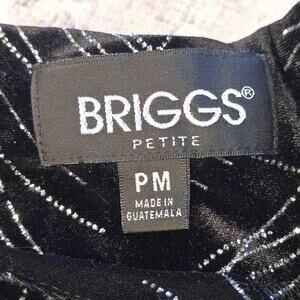 BRIGGS®
PETITE
PM
MADE IN
GUATEMALA